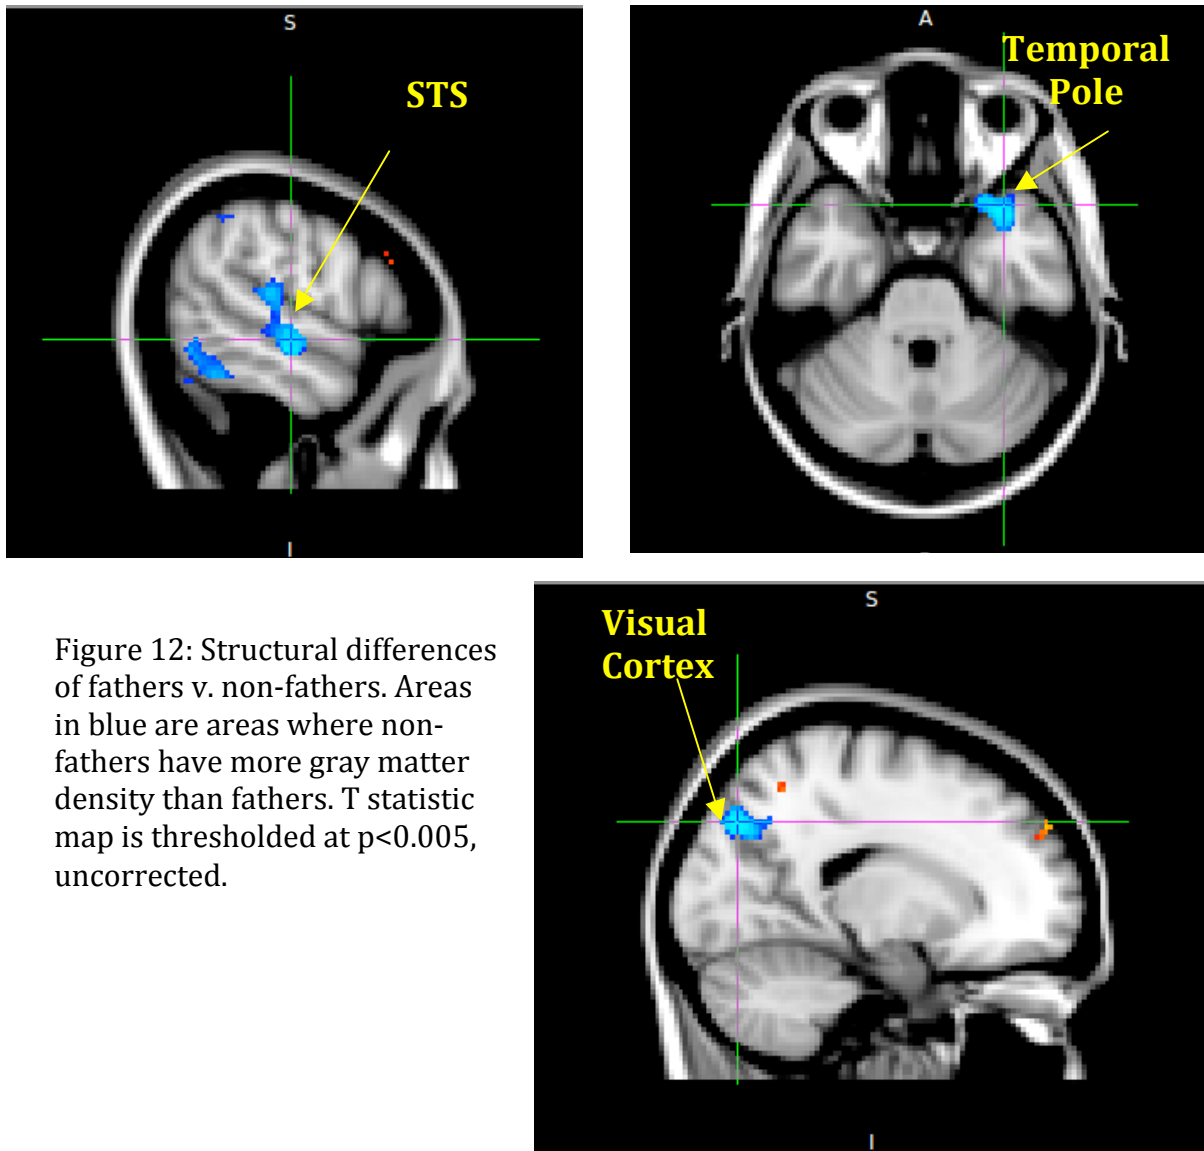 S
STS
I
A
Temporal
Pole
S
Visual
Cortex
I
Figure 12: Structural differences
of fathers v. non-fathers. Areas
in blue are areas where non-
fathers have more gray matter
density than fathers. T statistic
map is thresholded at p<0.005,
uncorrected.